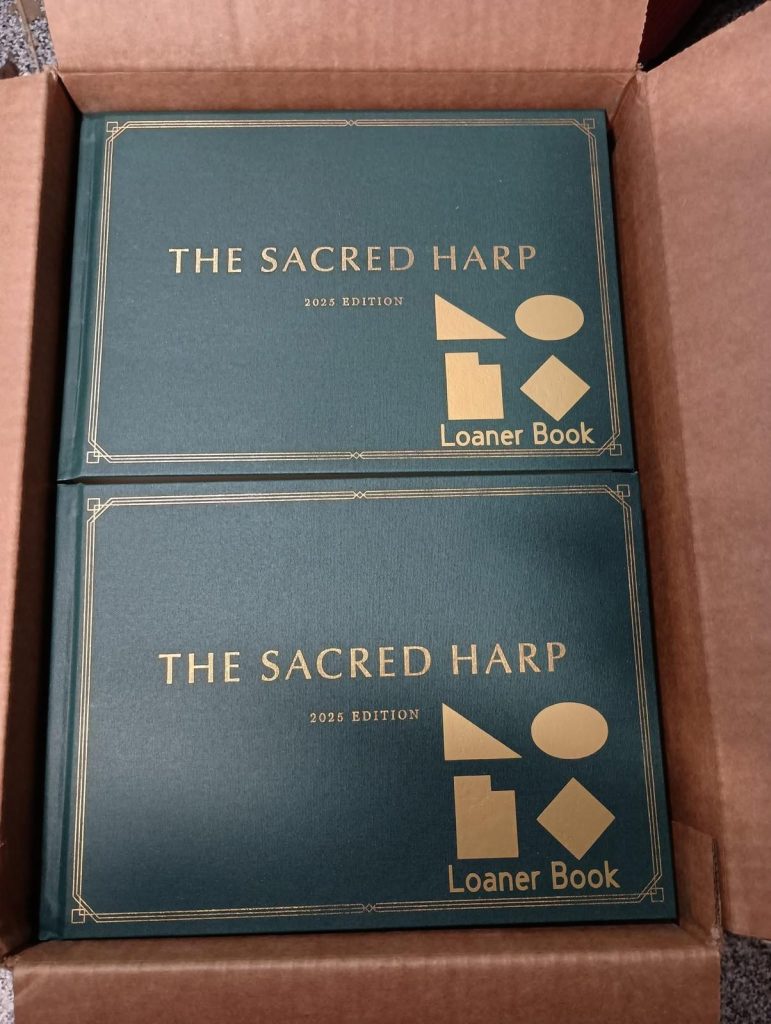 THE SACRED HARP
2025 EDITION
Loaner Book
THE SACRED HARP
2025 EDITION
Loaner Book